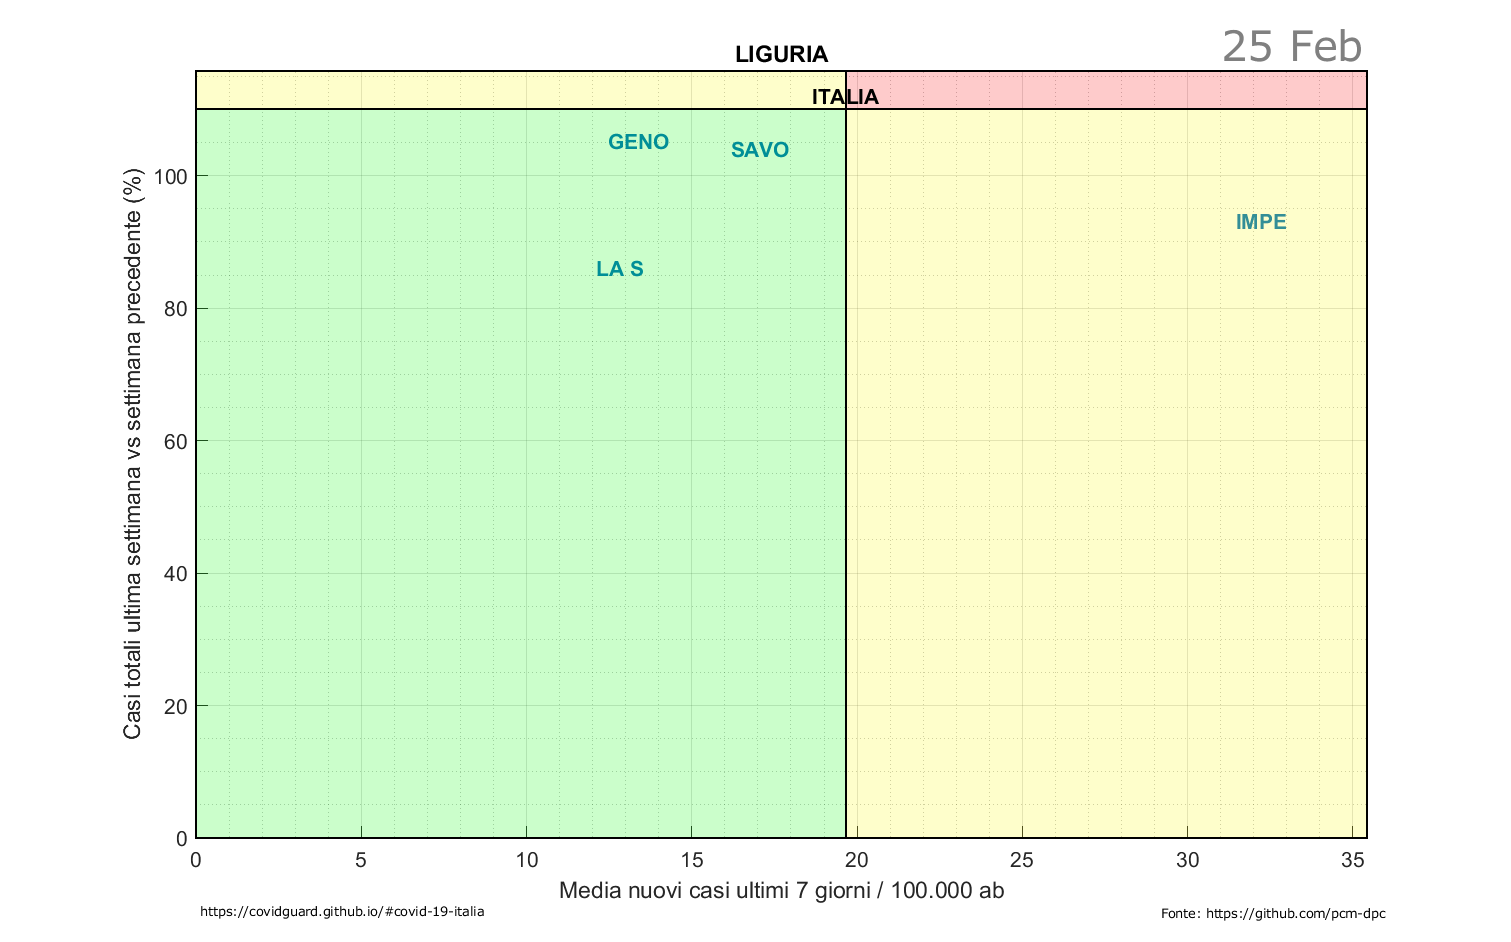 25 Feb
LIGURIA
ITALIA
GENO
SAVO
IMPE
LA S
Casi totali ultima settimana vs settimana precedente (%)
100
80
60
40
20
0
0 5 10 15 20 25 30 35
Media nuovi casi ultimi 7 giorni / 100.000 ab
https://covidguard.github.io/#covid-19-italia
Fonte: https://github.com/pcm-dpc